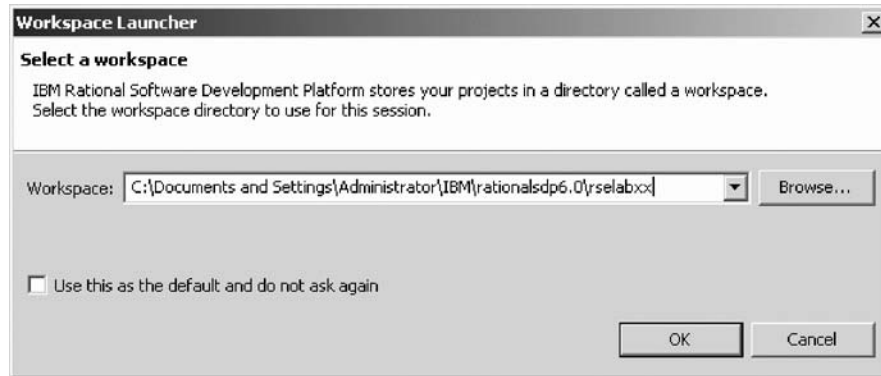 Workspace Launcher
Select a workspace
IBM Rational Software Development Platform stores your projects in a directory called a workspace.
Select the workspace directory to use for this session.
Workspace: C:\Documents and Settings\Administrator\IBM\rationalsdp6.0\rselabxx Browse...
Use this as the default and do not ask again
OK Cancel